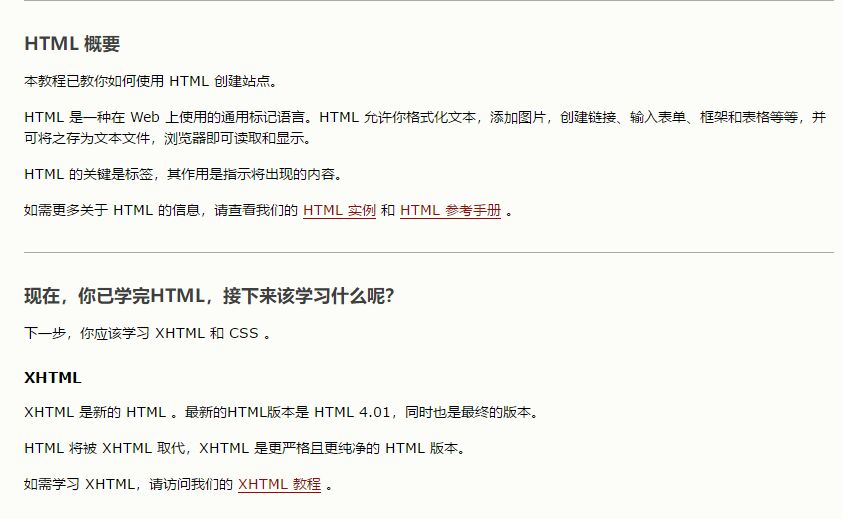 HTML 概要
本教程已教你如何使用 HTML 创建站点。
HTML 是一种在 Web 上使用的通用标记语言。HTML 允许你格式化文本，添加图片，创建链接、输入表单、框架和表格等等，并
可将之存为文本文件，浏览器即可读取和显示。
HTML 的关键是标签，其作用是指示将出现的内容。
如需更多关于 HTML 的信息，请查看我们的 HTML 实例 和 HTML 参考手册 。
现在，你已学完HTML，接下来该学习什么呢？
下一步，你应该学习 XHTML 和 CSS 。
XHTML
XHTML 是新的 HTML 。最新的HTML版本是 HTML 4.01，同时也是最终的版本。
HTML 将被 XHTML 取代，XHTML 是更严格且更纯净的 HTML 版本。
如需学习 XHTML，请访问我们的 XHTML 教程 。